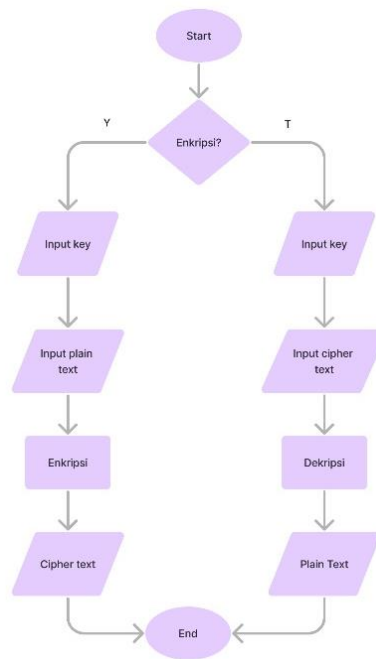 Start
Y
Enkripsi?
T
Input key
Input key
Input plain
text
Input cipher
text
Enkripsi
Dekripsi
Cipher text
Plain Text
End